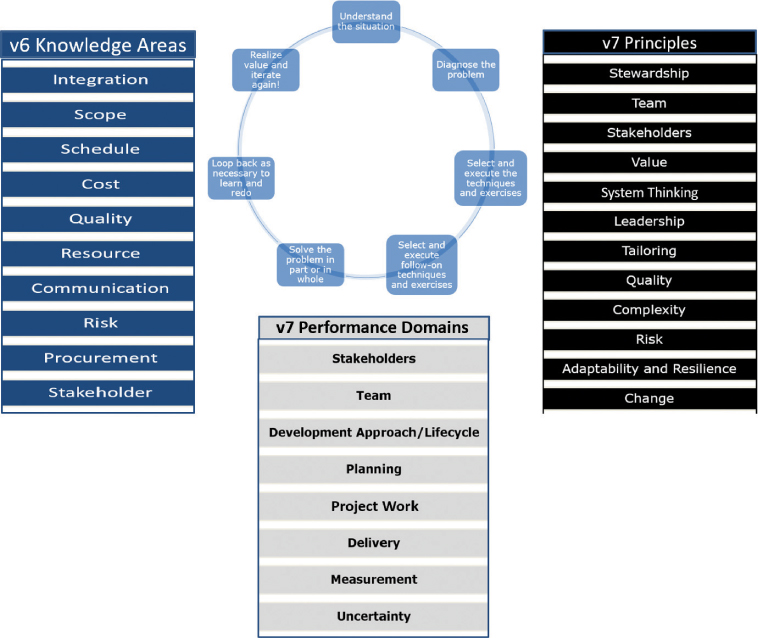 v6 Knowledge Areas
Integration
Scope
Schedule
Cost
Quality
Resource
Communication
Risk
Procurement
Stakeholder
Understand
the situation
Diagnose the
problem
Select and
execute the
techniques
and exercises
Select and
execute
follow-on
techniques
and exercises
Solve the
problem in
part or in
whole
Loop back as
necessary to
learn and
redo
Realize
value and
iterate
again!
v7 Performance Domains
Stakeholders
Team
Development Approach/Lifecycle
Planning
Project Work
Delivery
Measurement
Uncertainty
v7 Principles
Stewardship
Team
Stakeholders
Value
System Thinking
Leadership
Tailoring
Quality
Complexity
Risk
Adaptability and Resilience
Change